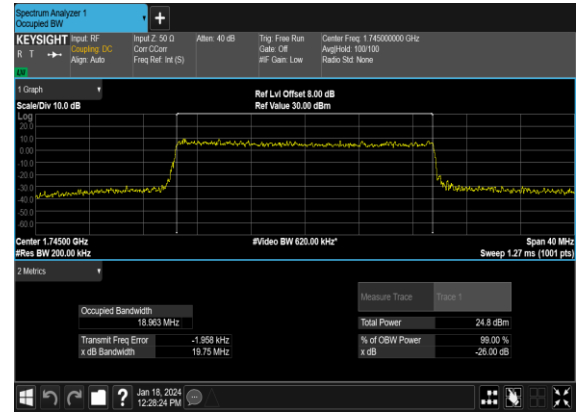 Spectrum Analyzer 1
Occupied BW
+
KEYSIGHT Input: RF Input Z: 50 Ω Atten: 40 dB Trig: Free Run Center Freq: 1.745000000 GHz
R T Coupling: DC Corr CCorr Gate: Off Avg|Hold: 100/100
Align: Auto Freq Ref: Int (S) #IF Gain: Low Radio Std: None
LV
1 Graph Ref Lvl Offset 8.00 dB
Scale/Div 10.0 dB Ref Value 30.00 dBm
Log
20.0
10.0
0.00
-10.0
-20.0
-30.0
-40.0
-50.0
-60.0
Center 1.74500 GHz #Video BW 620.00 kHz* Span 40 MHz
#Res BW 200.00 kHz Sweep 1.27 ms (1001 pts)
2 Metrics
Measure Trace Trace 1
Occupied Bandwidth
18.963 MHz Total Power 24.8 dBm
Transmit Freq Error -1.958 kHz % of OBW Power 99.00 %
x dB Bandwidth 19.75 MHz x dB -26.00 dB
? Jan 18, 2024
12:28:24 PM